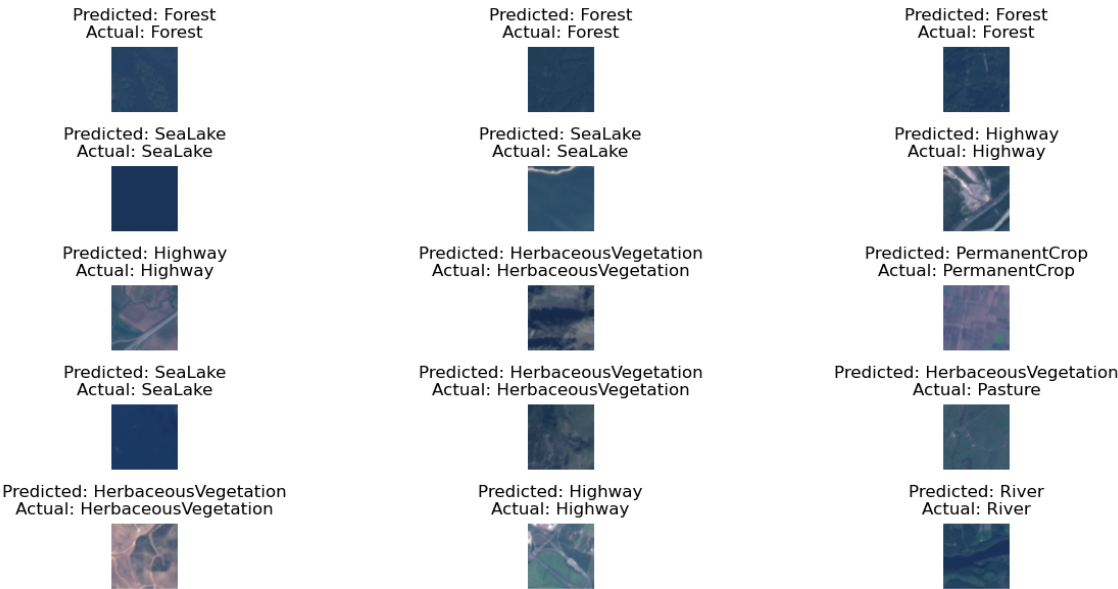 Predicted: Forest
Actual: Forest
Predicted: Forest
Actual: Forest
Predicted: Forest
Actual: Forest
Predicted: SeaLake
Actual: SeaLake
Predicted: SeaLake
Actual: SeaLake
Predicted: Highway
Actual: Highway
Predicted: Highway
Actual: Highway
Predicted: HerbaceousVegetation
Actual: HerbaceousVegetation
Predicted: PermanentCrop
Actual: PermanentCrop
Predicted: SeaLake
Actual: SeaLake
Predicted: HerbaceousVegetation
Actual: HerbaceousVegetation
Predicted: HerbaceousVegetation
Actual: Pasture
Predicted: HerbaceousVegetation
Actual: HerbaceousVegetation
Predicted: Highway
Actual: Highway
Predicted: River
Actual: River